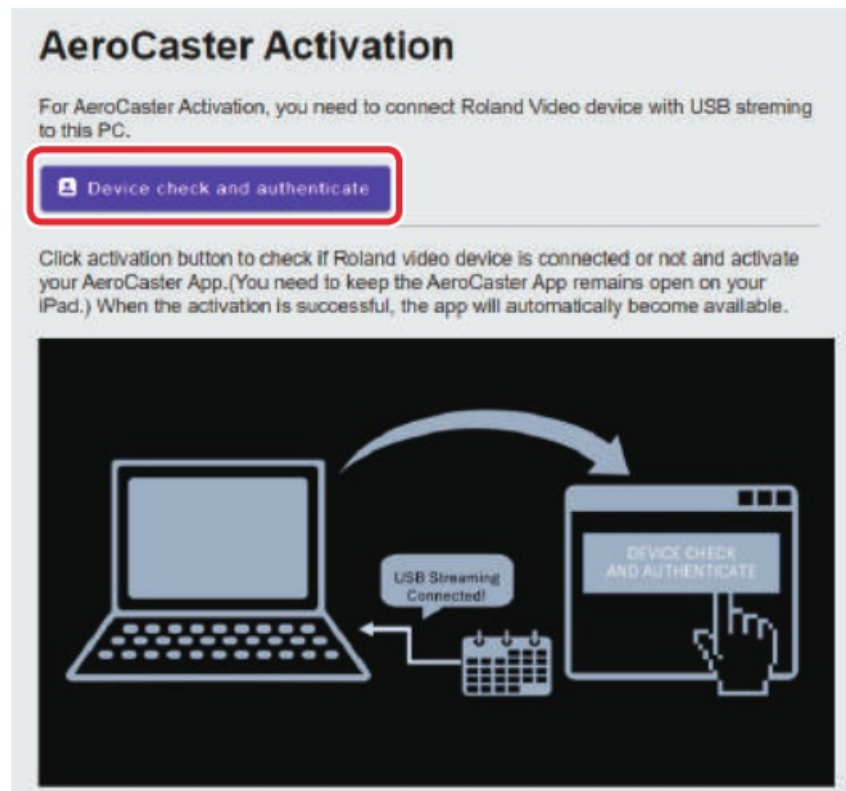 AeroCaster Activation
For AeroCaster Activation, you need to connect Roland Video device with USB streming
to this PC.
Device check and authenticate
Click activation button to check if Roland video device is connected or not and activate
your AeroCaster App.(You need to keep the AeroCaster App remains open on your
iPad.) When the activation is successful, the app will automatically become available.
USB Streaming
Connected!
DEVICE CHECK
AND AUTHENTICATE